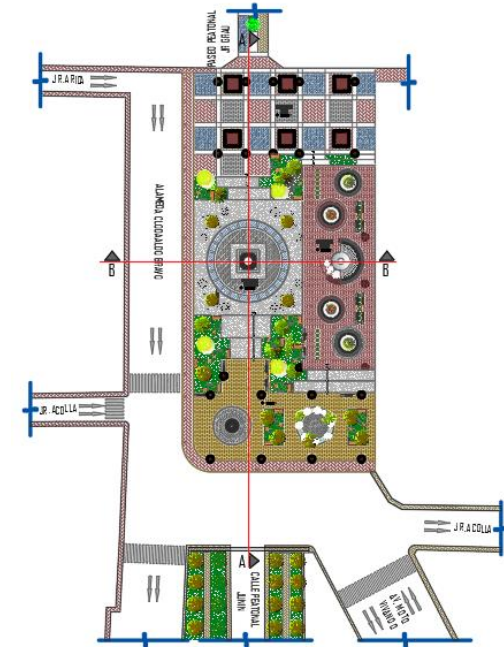 PASEO PEATONAL
JR GRAU
A
JR. ARICA
ALAMEDA CLODOALDO BRAVO
B
B
JR. ACOLLA
JR. ACOLLA
A
CALLE PEATONAL
JUNIN
AV. MOTO
VIVANCO